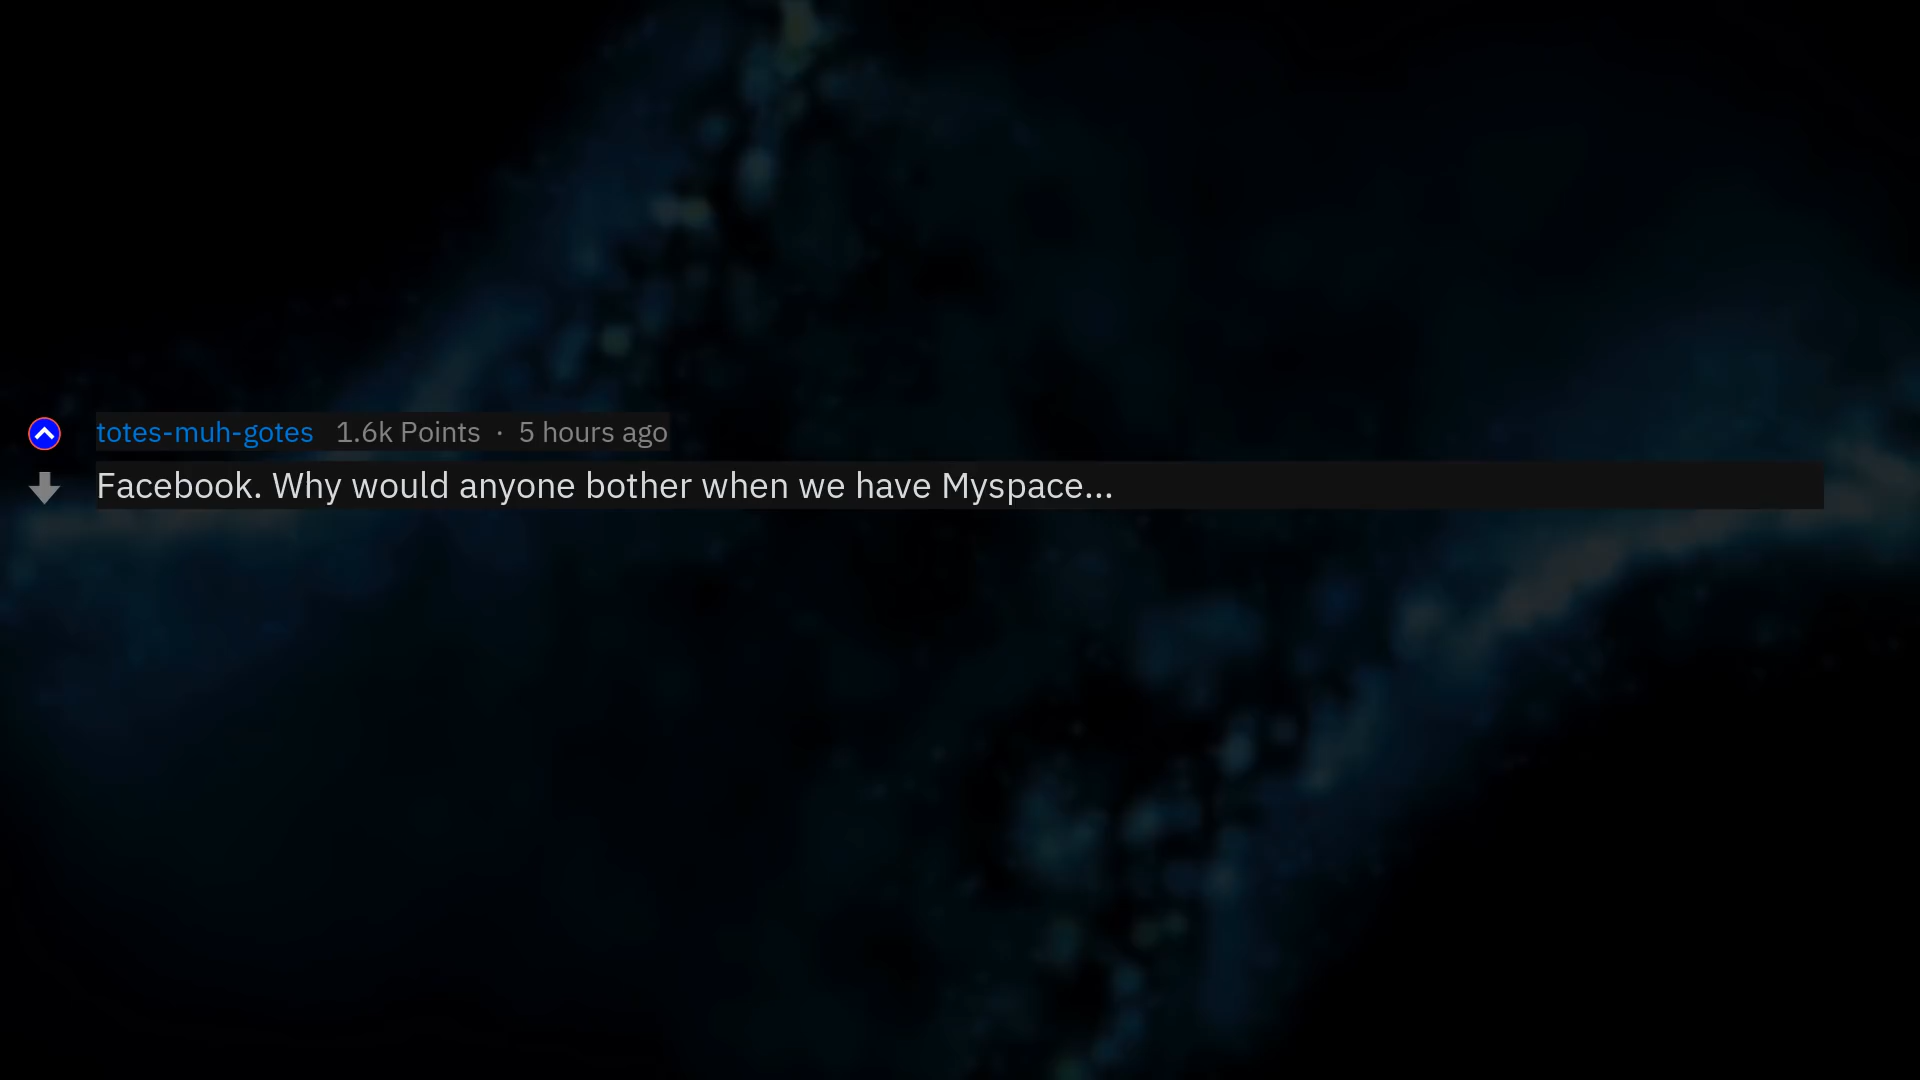 totes-muh-gotes 1.6k Points · 5 hours ago
Facebook. Why would anyone bother when we have Myspace...